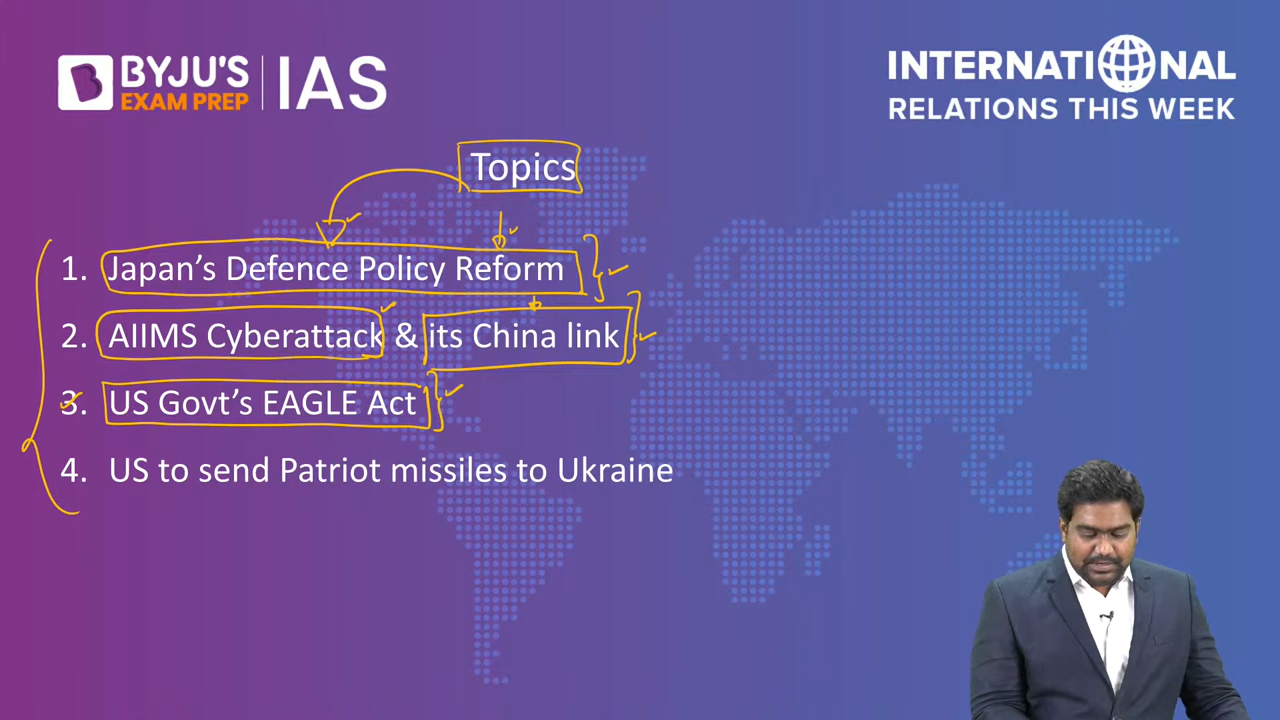 BYJU'S
EXAM PREP
IAS
INTERNATIONAL
RELATIONS THIS WEEK
Topics
1. Japan’s Defence Policy Reform
2. AIIMS Cyberattack & its China link
3. US Govt’s EAGLE Act
4. US to send Patriot missiles to Ukraine